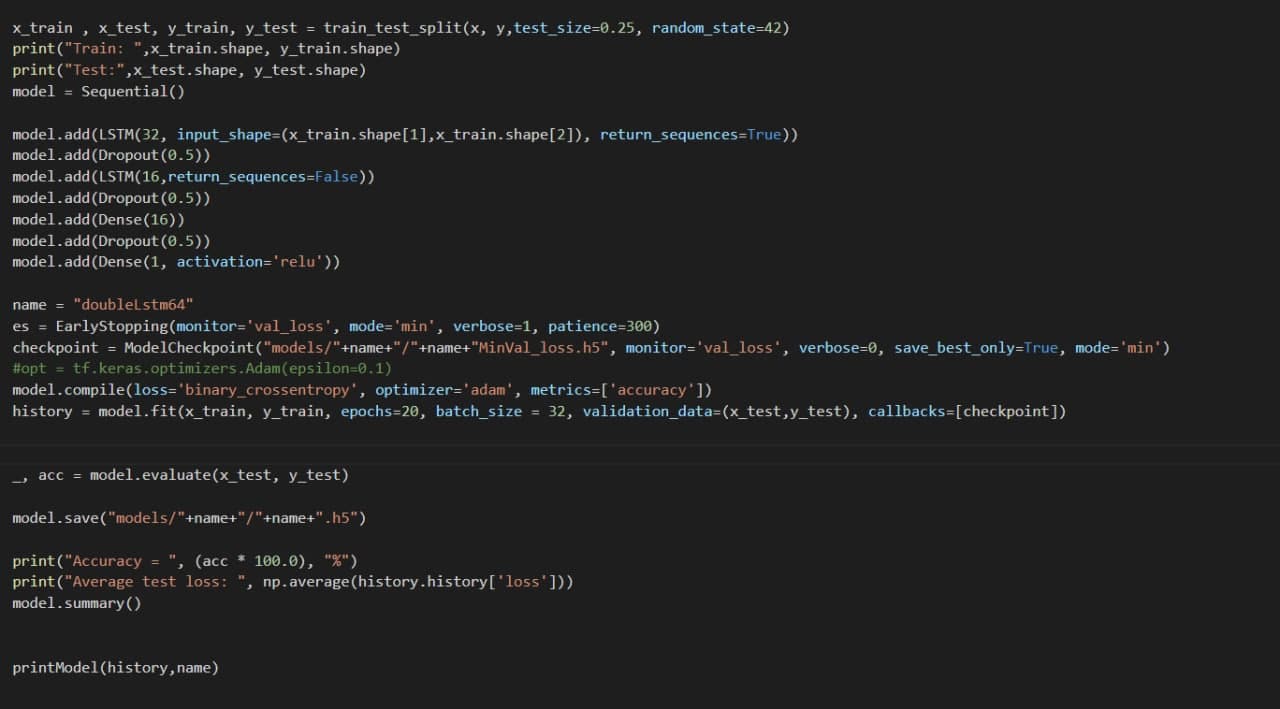 x_train , x_test, y_train, y_test = train_test_split(x, y,test_size=0.25, random_state=42)
print("Train: ",x_train.shape, y_train.shape)
print("Test:",x_test.shape, y_test.shape)
model = Sequential()
model.add(LSTM(32, input_shape=(x_train.shape[1],x_train.shape[2]), return_sequences=True))
model.add(Dropout(0.5))
model.add(LSTM(16,return_sequences=False))
model.add(Dropout(0.5))
model.add(Dense(16))
model.add(Dropout(0.5))
model.add(Dense(1, activation='relu'))
name = "doubleLstm64"
es = EarlyStopping(monitor='val_loss', mode='min', verbose=1, patience=300)
checkpoint = ModelCheckpoint("models/"+name+"/"+name+"MinVal_loss.h5", monitor='val_loss', verbose=0, save_best_only=True, mode='min')
#opt = tf.keras.optimizers.Adam(epsilon=0.1)
model.compile(loss='binary_crossentropy', optimizer='adam', metrics=['accuracy'])
history = model.fit(x_train, y_train, epochs=20, batch_size = 32, validation_data=(x_test,y_test), callbacks=[checkpoint])
_, acc = model.evaluate(x_test, y_test)
model.save("models/"+name+"/"+name+".h5")
print("Accuracy = ", (acc * 100.0), "%")
print("Average test loss: ", np.average(history.history['loss']))
model.summary()
printModel(history,name)